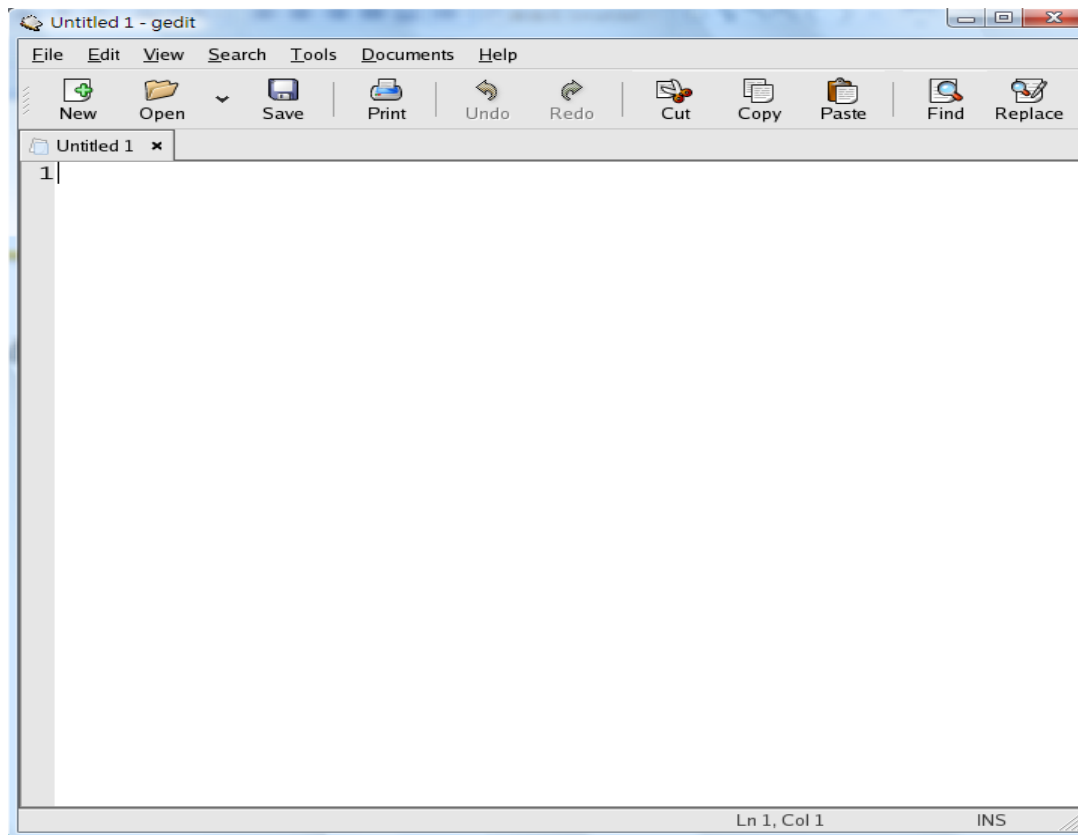 Untitled 1 - gedit
File Edit View Search Tools Documents Help
New Open Save Print Undo Redo Cut Copy Paste Find Replace
Untitled 1
1
Ln 1, Col 1 INS